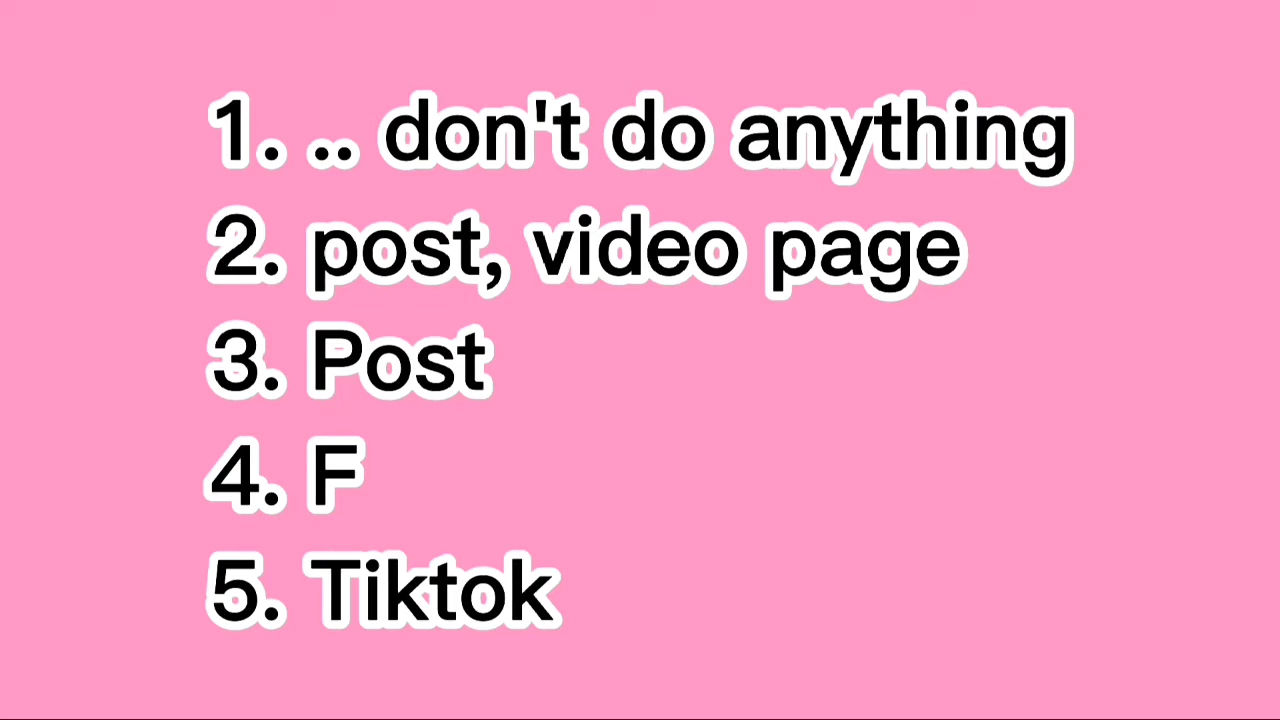 1. .. don't do anything
2. post, video page
3. Post
4. F
5. Tiktok